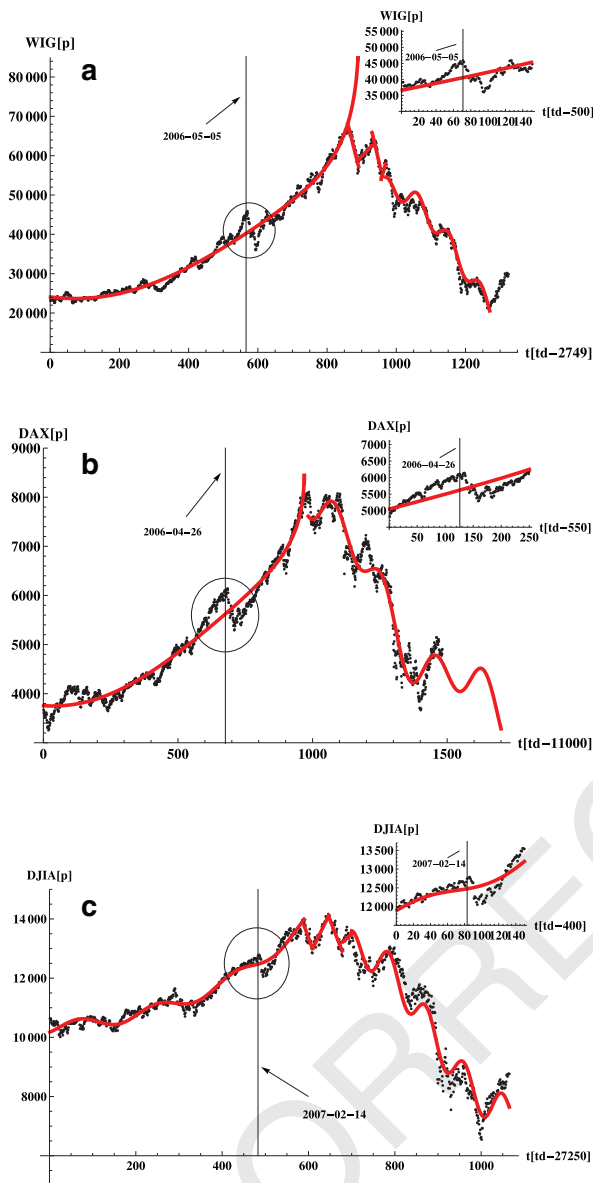 WIG[p]
80 000
70 000
60 000
50 000
40 000
30 000
20 000
0 200 400 600 800 1000 1200
t[td−2749]
a
2006−05−05
WIG[p]
55 000
50 000
45 000
40 000
35 000
20 40 60 80 100 120 140
t[td−500]
2006−05−05
DAX[p]
9000
8000
7000
6000
5000
4000
0 500 1000 1500
t[td−11000]
b
2006−04−26
DAX[p]
7000
6500
6000
5500
5000
50 100 150 200 250
t[td−550]
2006−04−26
DJIA[p]
14 000
12 000
10 000
8000
0 200 400 600 800 1000
t[td−27250]
c
2007−02−14
DJIA[p]
13 500
13 000
12 500
12 000
0 20 40 60 80 100 120 140
t[td−400]
2007−02−14
ORRE